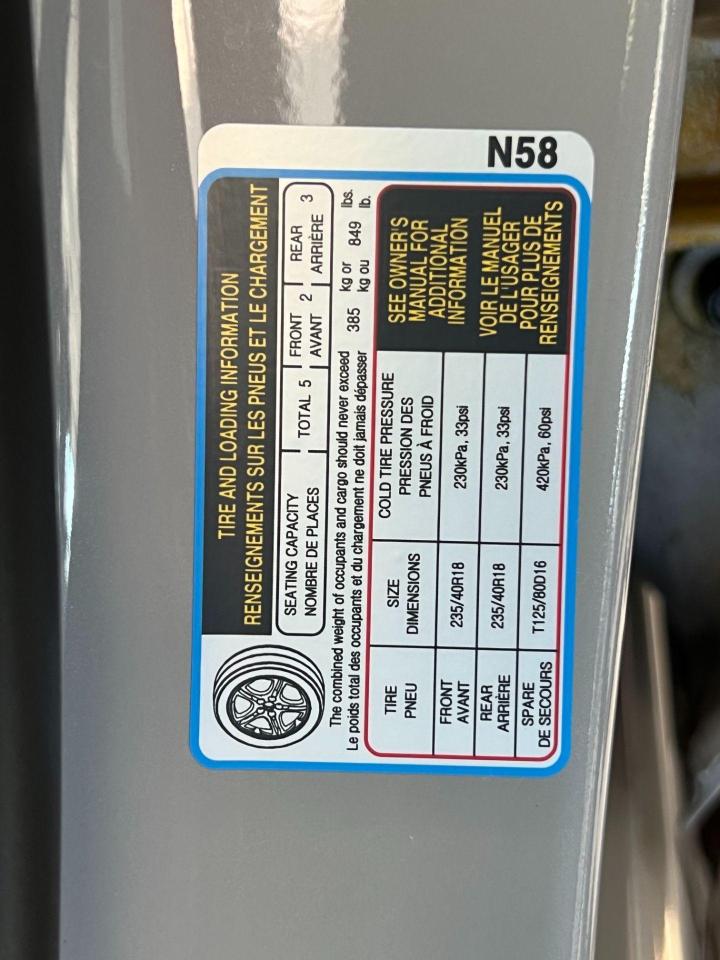 N58
TIRE AND LOADING INFORMATION
RENSEIGNEMENTS SUR LES PNEUS ET LE CHARGEMENT
SEATING CAPACITY
NOMBRE DE PLACES
TOTAL 5
FRONT
AVANT 2
REAR
ARRIÈRE 3
The combined weight of occupants and cargo should never exceed 385 kg or 849 lbs.
Le poids total des occupants et du chargement ne doit jamais dépasser kg ou lb.
TIRE
PNEU
SIZE
DIMENSIONS
COLD TIRE PRESSURE
PRESSION DES
PNEUS À FROID
FRONT
AVANT
235/40R18
230kPa, 33psi
REAR
ARRIÈRE
235/40R18
230kPa, 33psi
SPARE
DE SECOURS
T125/80D16
420kPa, 60psi
SEE OWNER'S
MANUAL FOR
ADDITIONAL
INFORMATION
VOIR LE MANUEL
DE L'USAGER
POUR PLUS DE
RENSEIGNEMENTS